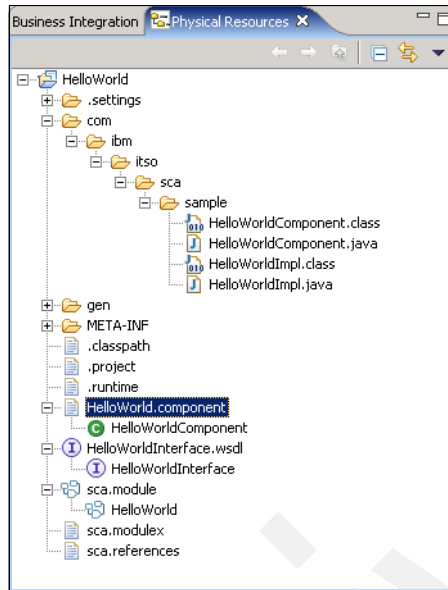 Business Integration Physical Resources
HelloWorld
.settings
com
ibm
itso
sca
sample
HelloWorldComponent.class
HelloWorldComponent.java
HelloWorldImpl.class
HelloWorldImpl.java
gen
META-INF
.classpath
.project
.runtime
HelloWorld.component
HelloWorldComponent
HelloWorldInterface.wsdl
HelloWorldInterface
sca.module
HelloWorld
sca.modulex
sca.references